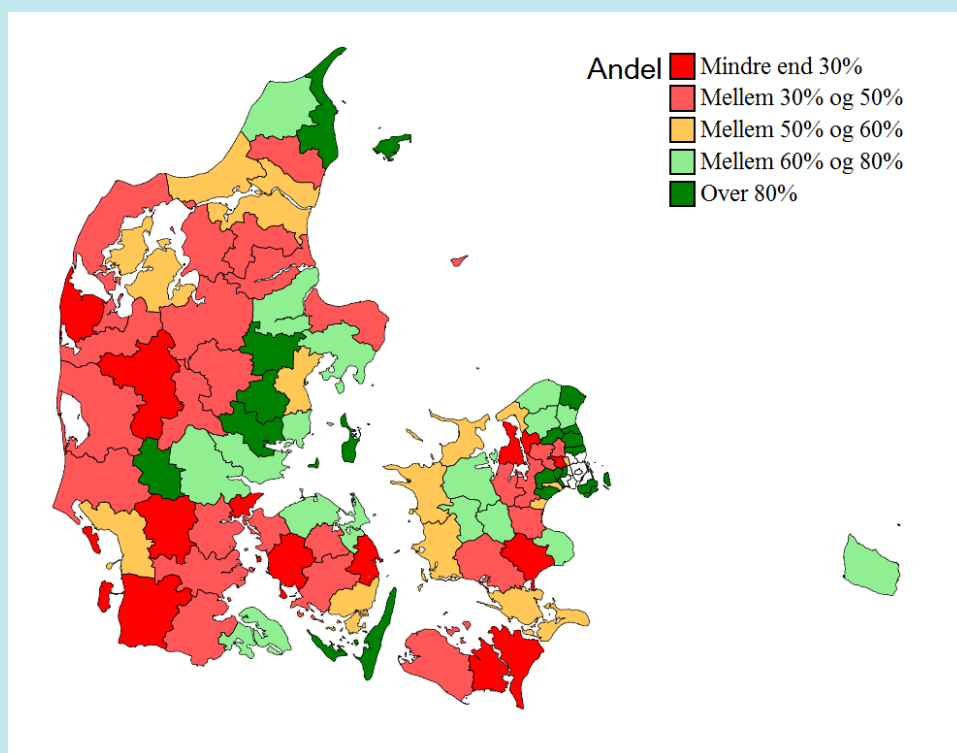 Andel
Mindre end 30%
Mellem 30% og 50%
Mellem 50% og 60%
Mellem 60% og 80%
Over 80%